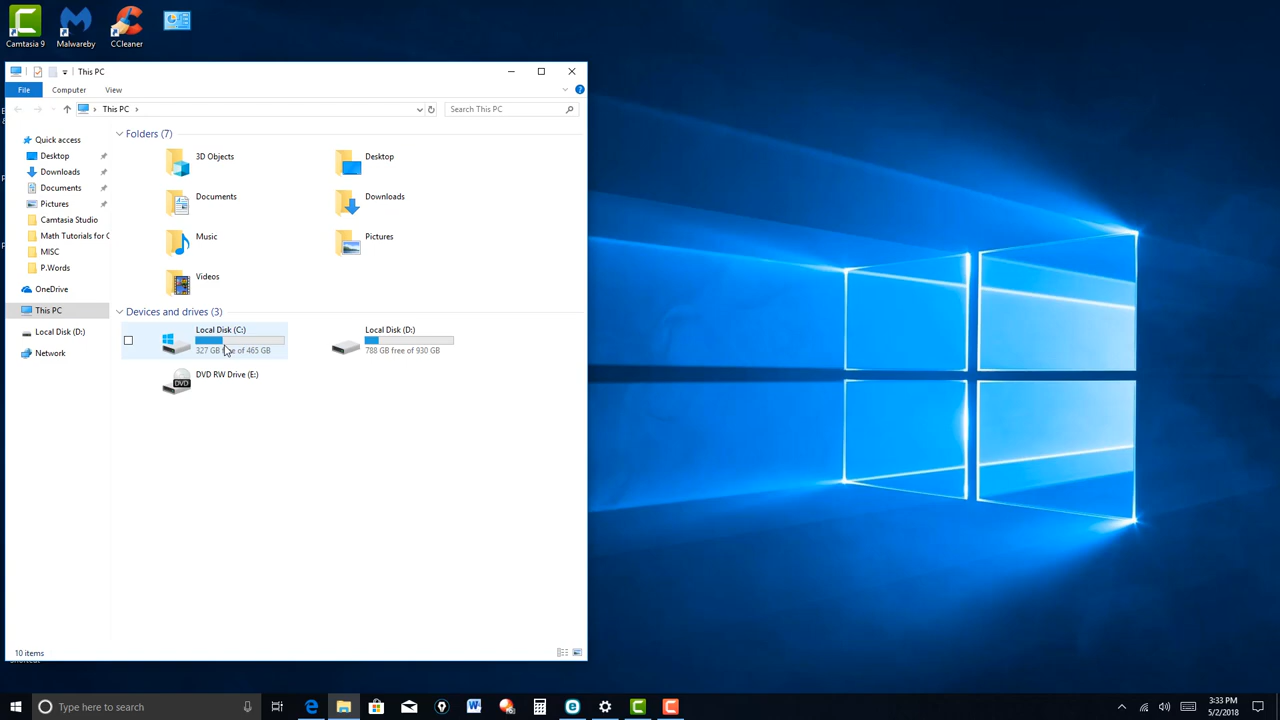 Camtasia 9
Malwareby
CCleaner
This PC
File
Computer
View
This PC
Search This PC
Quick access
Desktop
Downloads
Documents
Pictures
Camtasia Studio
Math Tutorials for C
MISC
P.Words
OneDrive
This PC
Local Disk (D:)
Network
Folders (7)
3D Objects
Desktop
Documents
Downloads
Music
Pictures
Videos
Devices and drives (3)
Local Disk (C:)
327 GB free of 465 GB
Local Disk (D:)
788 GB free of 930 GB
DVD
DVD RW Drive (E:)
10 items
Type here to search
3:33 PM
5/2/2018